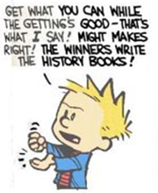 GET WHAT YOU CAN WHILE
THE GETTING'S GOOD-THAT'S
WHAT I SAY! MIGHT MAKES
RIGHT! THE WINNERS WRITE
THE HISTORY BOOKS!